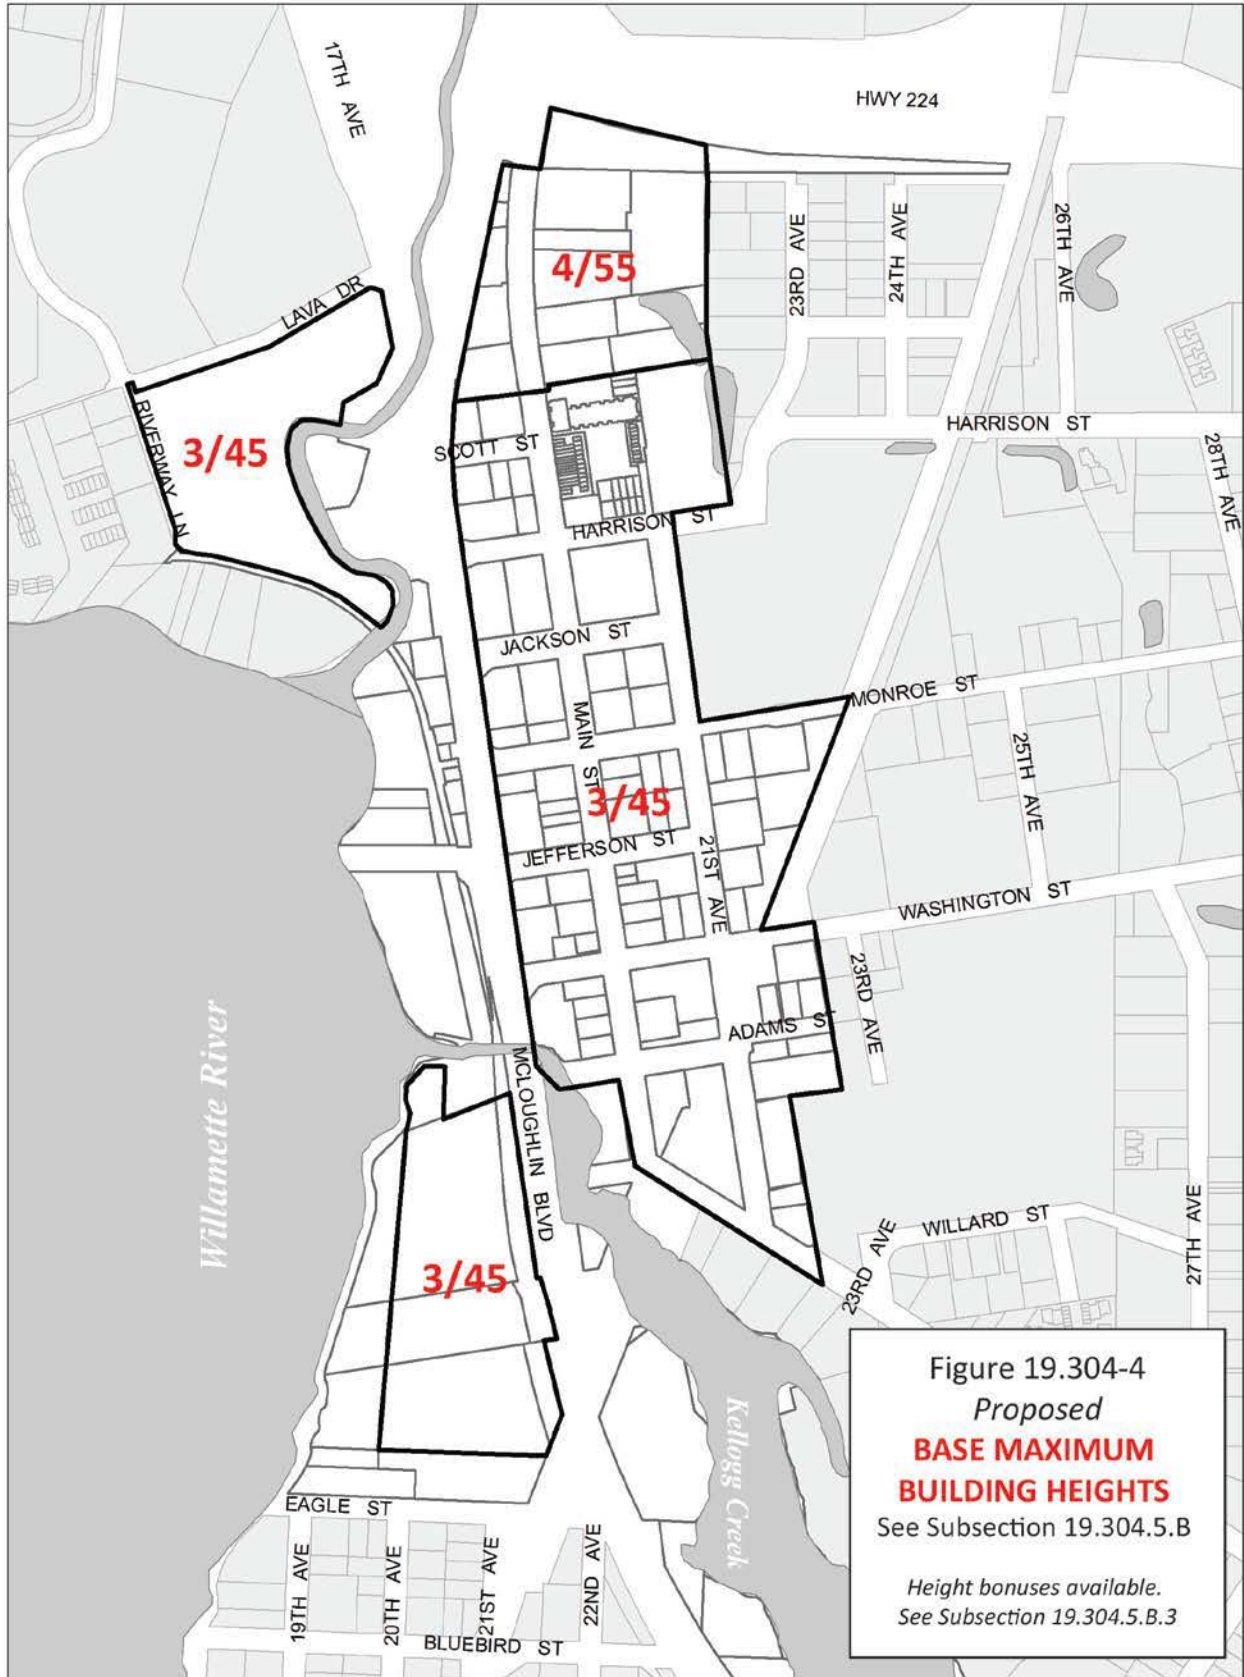 17TH AVE
HWY 224
26TH AVE
23RD AVE
24TH AVE
4/55
LAVA DR
RIVERWAY LN
3/45
SCOTT ST
HARRISON ST
28TH AVE
HARRISON ST
JACKSON ST
MONROE ST
MAIN ST
25TH AVE
3/45
JEFFERSON ST
21ST AVE
WASHINGTON ST
23RD AVE
ADAMS ST
Willamette River
MCLOUGHLIN BLVD
27TH AVE
WILLARD ST
23RD AVE
3/45
Kellogg Creek
EAGLE ST
19TH AVE
20TH AVE
21ST AVE
22ND AVE
BLUEBIRD ST
Figure 19.304-4
Proposed
BASE MAXIMUM
BUILDING HEIGHTS
See Subsection 19.304.5.B
Height bonuses available.
See Subsection 19.304.5.B.3